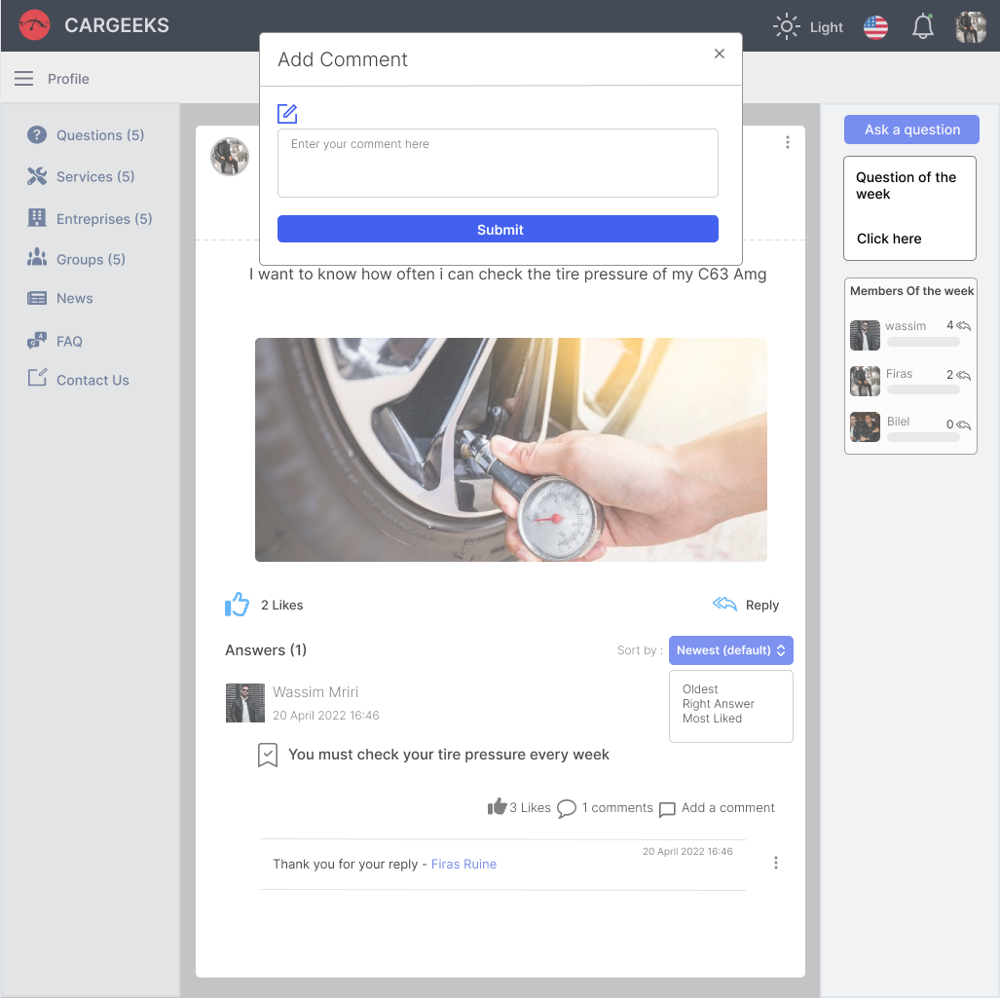 CARGEEKS
Light
Profile
Add Comment
Enter your comment here
Submit
Questions (5)
Services (5)
Entreprises (5)
Groups (5)
News
FAQ
Contact Us
I want to know how often i can check the tire pressure of my C63 Amg
2 Likes
Reply
Answers (1)
Sort by :
Newest (default)
Oldest
Right Answer
Most Liked
Wassim Mriri
20 April 2022 16:46
You must check your tire pressure every week
3 Likes
1 comments
Add a comment
20 April 2022 16:46
Thank you for your reply - Firas Ruine
Ask a question
Question of the
week
Click here
Members Of the week
wassim
4
Firas
2
Bilel
0